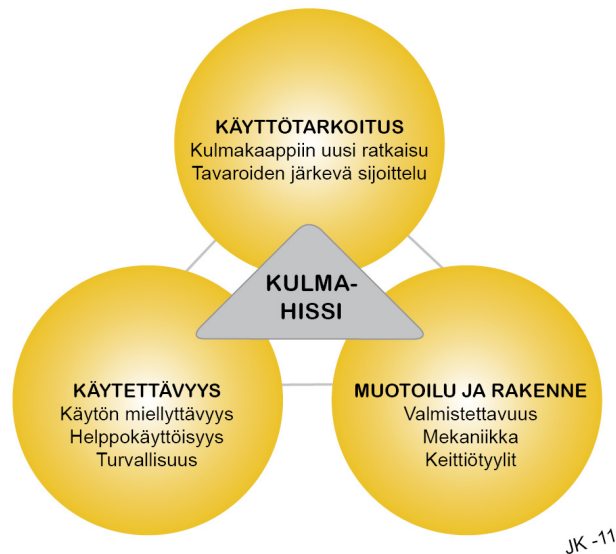 KÄYTTÖTARKOITUS
Kulmakaappiin uusi ratkaisu
Tavaroiden järkevä sijoittelu
KULMA-
HISSI
KÄYTETTÄVYYS
Käytön miellyttävyys
Helppokäyttöisyys
Turvallisuus
MUOTOILU JA RAKENNE
Valmistettavuus
Mekaniikka
Keittiötyylit
JK -11